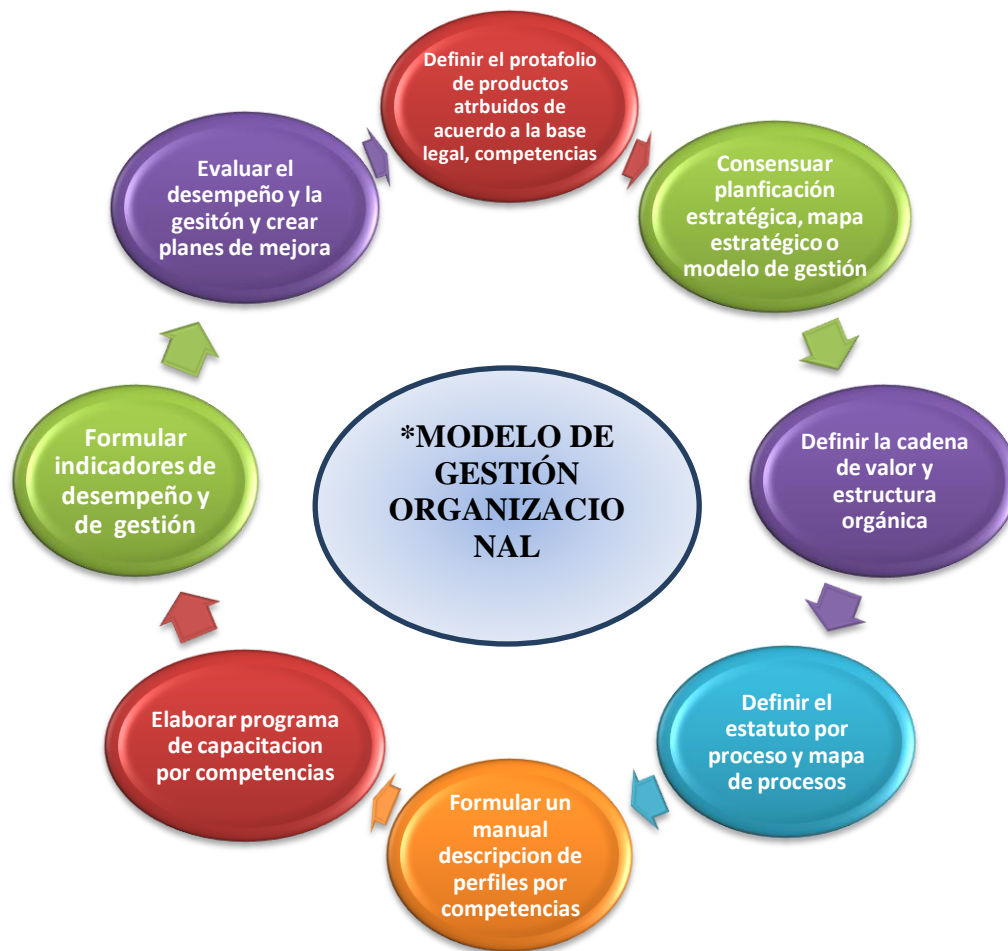 Definir el protafolio
de productos
atrbuidos de
acuerdo a la base
legal, competencias
Consensuar
planficación
estratégica, mapa
estratégico o
modelo de gestión
Definir la cadena
de valor y
estructura
orgánica
Definir el
estatuto por
proceso y mapa
de procesos
Formular un
manual
descripcion de
perfiles por
competencias
Elaborar programa
de capacitacion
por competencias
Formular
indicadores de
desempeño y
de gestión
Evaluar el
desempeño y la
gesitón y crear
planes de mejora
*MODELO DE
GESTIÓN
ORGANIZACIO
NAL